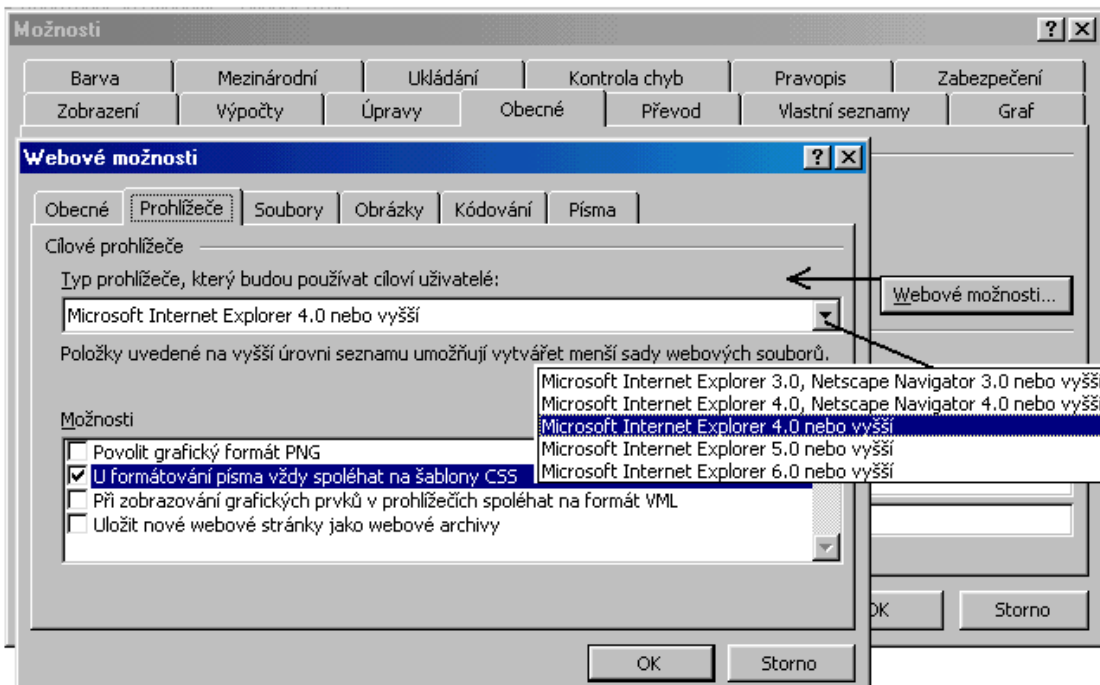 Možnosti
Barva Mezinárodní Ukládání Kontrola chyb Pravopis Zabezpečení
Zobrazení Výpočty Úpravy Obecné Převod Vlastní seznamy Graf
Webové možnosti
Obecné Prohlížeče Soubory Obrázky Kódování Písma
Cílové prohlížeče
Typ prohlížeče, který budou používat cíloví uživatelé:
Webové možnosti...
Microsoft Internet Explorer 4.0 nebo vyšší
Položky uvedené na vyšší úrovni seznamu umožňují vytvářet menší sady webových souborů.
Microsoft Internet Explorer 3.0, Netscape Navigator 3.0 nebo vyšší
Microsoft Internet Explorer 4.0, Netscape Navigator 4.0 nebo vyšší
Microsoft Internet Explorer 4.0 nebo vyšší
Microsoft Internet Explorer 5.0 nebo vyšší
Microsoft Internet Explorer 6.0 nebo vyšší
Možnosti
Povolit grafický formát PNG
U formátování písma vždy spoléhat na šablony CSS
Při zobrazování grafických prvků v prohlížečích spoléhat na formát VML
Uložit nové webové stránky jako webové archivy
OK Storno
OK Storno